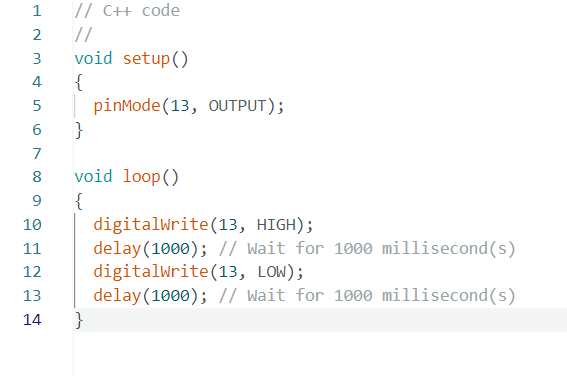 1 // C++ code
2 //
3 void setup()
4 {
5   pinMode(13, OUTPUT);
6 }
7
8 void loop()
9 {
10   digitalWrite(13, HIGH);
11   delay(1000); // Wait for 1000 millisecond(s)
12   digitalWrite(13, LOW);
13   delay(1000); // Wait for 1000 millisecond(s)
14 }